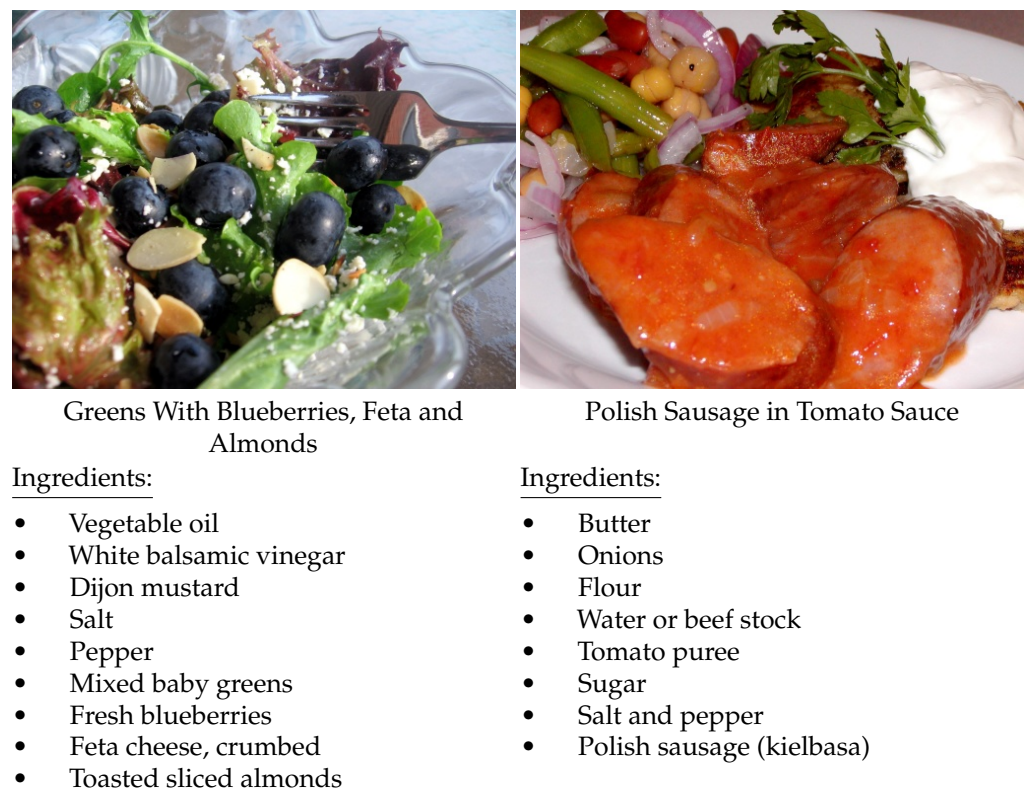 Greens With Blueberries, Feta and
Almonds
Ingredients:
• Vegetable oil
• White balsamic vinegar
• Dijon mustard
• Salt
• Pepper
• Mixed baby greens
• Fresh blueberries
• Feta cheese, crumbed
• Toasted sliced almonds
Polish Sausage in Tomato Sauce
Ingredients:
• Butter
• Onions
• Flour
• Water or beef stock
• Tomato puree
• Sugar
• Salt and pepper
• Polish sausage (kielbasa)